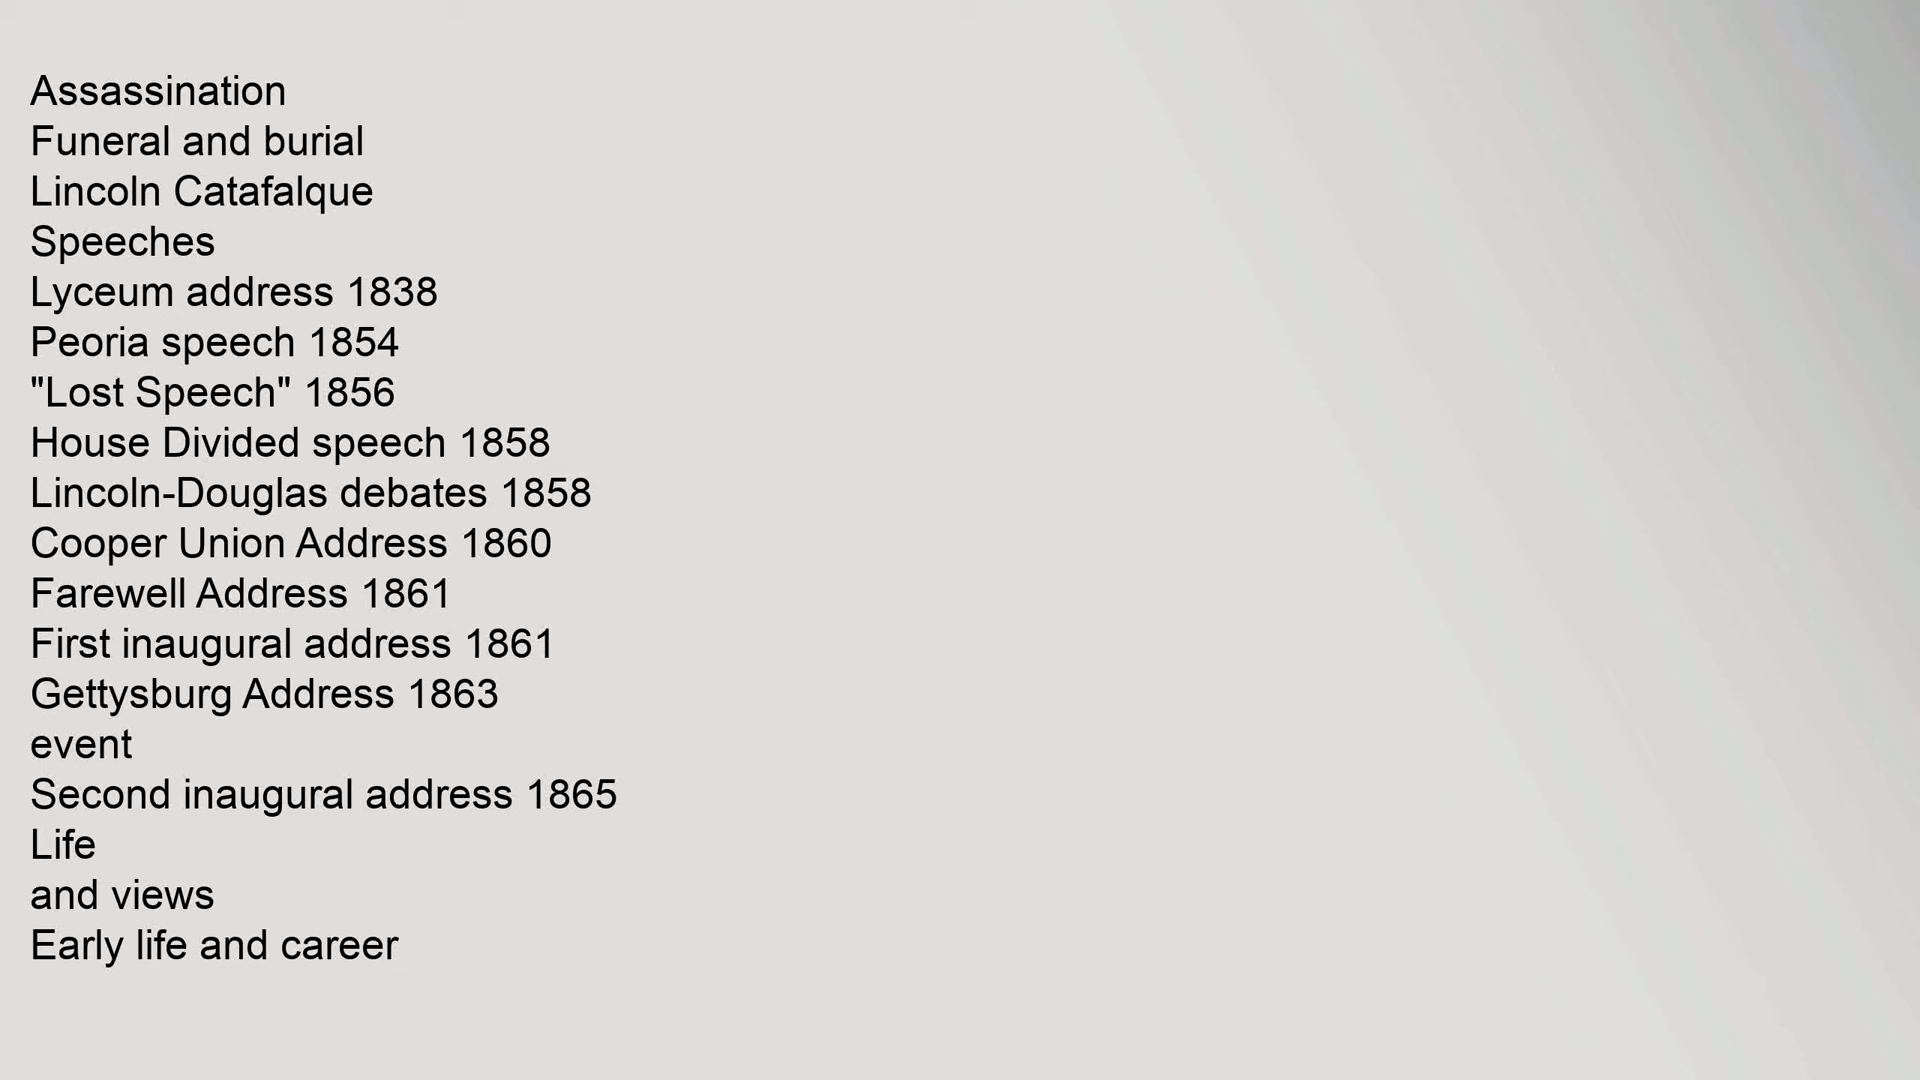 Assassination
Funeral and burial
Lincoln Catafalque
Speeches
Lyceum address 1838
Peoria speech 1854
"Lost Speech" 1856
House Divided speech 1858
Lincoln-Douglas debates 1858
Cooper Union Address 1860
Farewell Address 1861
First inaugural address 1861
Gettysburg Address 1863
event
Second inaugural address 1865
Life
and views
Early life and career